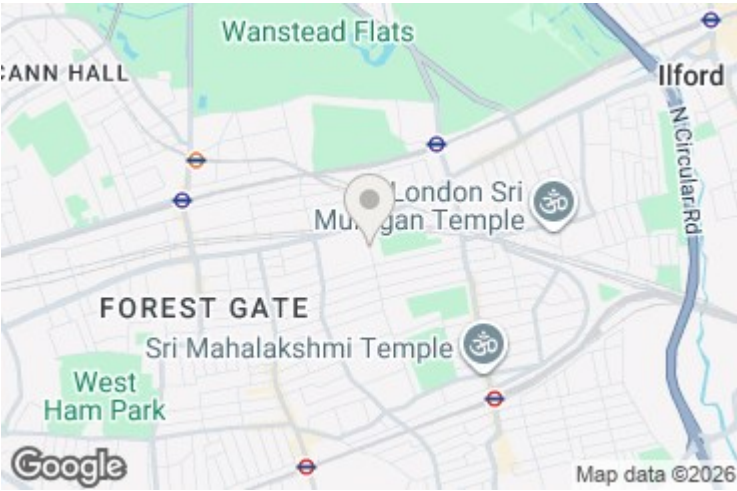 Wanstead Flats
CANN HALL
Ilford
N Circular Rd
London Sri
Murugan Temple
FOREST GATE
Sri Mahalakshmi Temple
West
Ham Park
Google
Map data ©2026